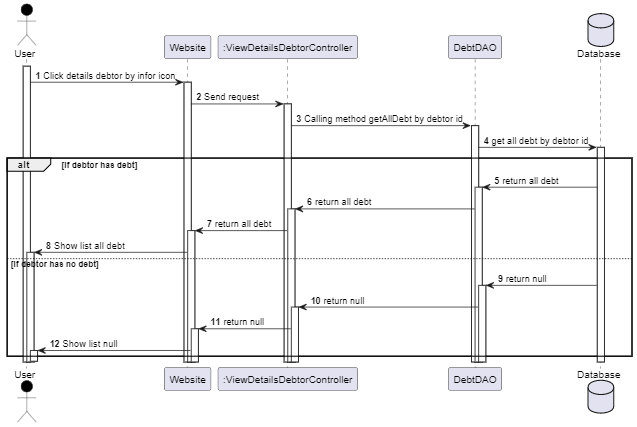 User
Website
:ViewDetailsDebtorController
DebtDAO
Database
1 Click details debtor by infor icon
2 Send request
3 Calling method getAllDebt by debtor id
4 get all debt by debtor id
alt [If debtor has debt]
5 return all debt
6 return all debt
7 return all debt
8 Show list all debt
[If debtor has no debt]
9 return null
10 return null
11 return null
12 Show list null
User
Website
:ViewDetailsDebtorController
DebtDAO
Database